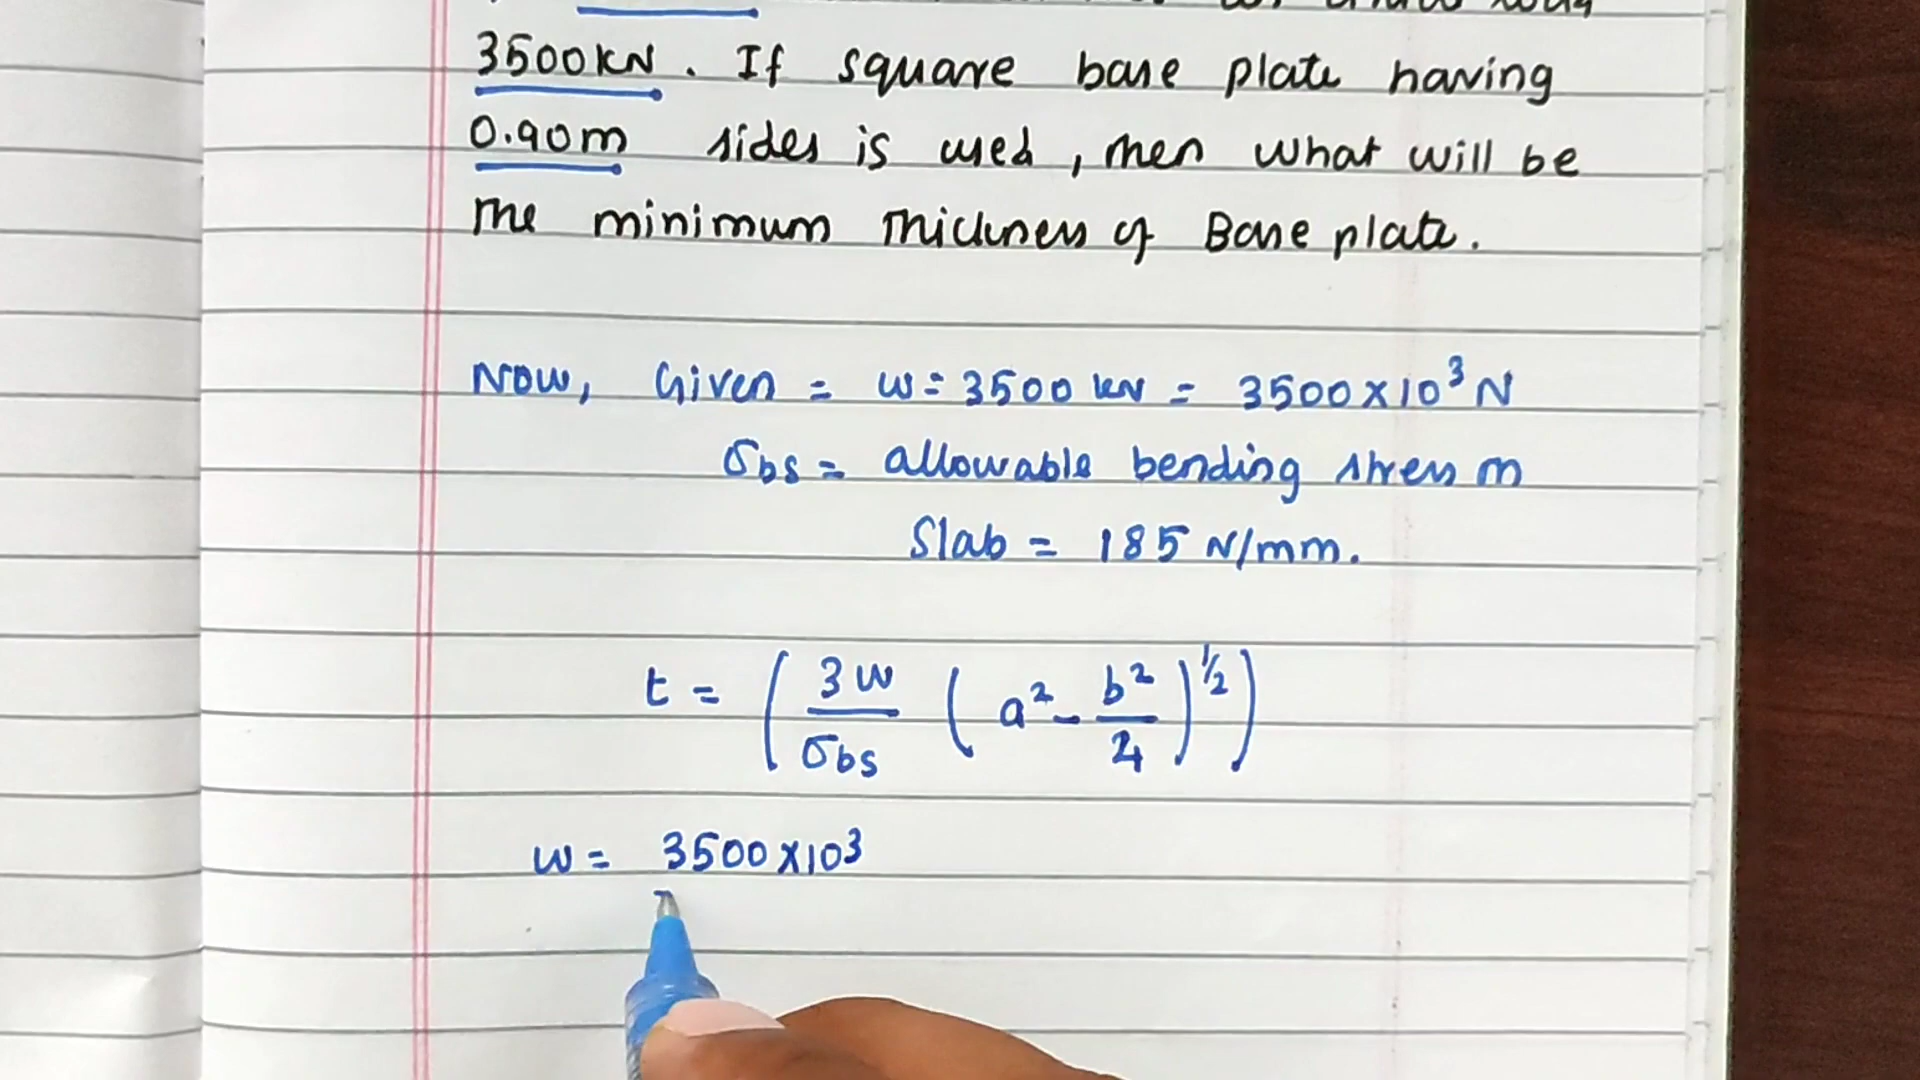 3500KN. If square base plate having
0.90m sides is used, then what will be
The minimum Thickness of Base plate.
Now, Given = w = 3500 kN = 3500×10³ N
σbs = allowable bending stress in
Slab = 185 N/mm.
t = ( 3w / σbs ( a² - b² / 4 )^1/2 )
w = 3500×10³